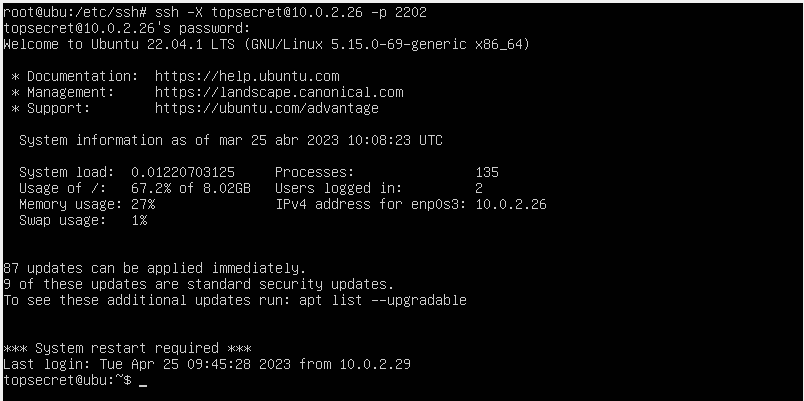 root@ubu:/etc/ssh# ssh -X topsecret@10.0.2.26 -p 2202
topsecret@10.0.2.26's password:
Welcome to Ubuntu 22.04.1 LTS (GNU/Linux 5.15.0-69-generic x86_64)
* Documentation:  https://help.ubuntu.com
* Management:     https://landscape.canonical.com
* Support:        https://ubuntu.com/advantage
System information as of mar 25 abr 2023 10:08:23 UTC
System load:  0.01220703125     Processes:               135
Usage of /:   67.2% of 8.02GB   Users logged in:         2
Memory usage: 27%               IPv4 address for enp0s3: 10.0.2.26
Swap usage:   1%
87 updates can be applied immediately.
9 of these updates are standard security updates.
To see these additional updates run: apt list --upgradable
*** System restart required ***
Last login: Tue Apr 25 09:45:28 2023 from 10.0.2.29
topsecret@ubu:~$ _